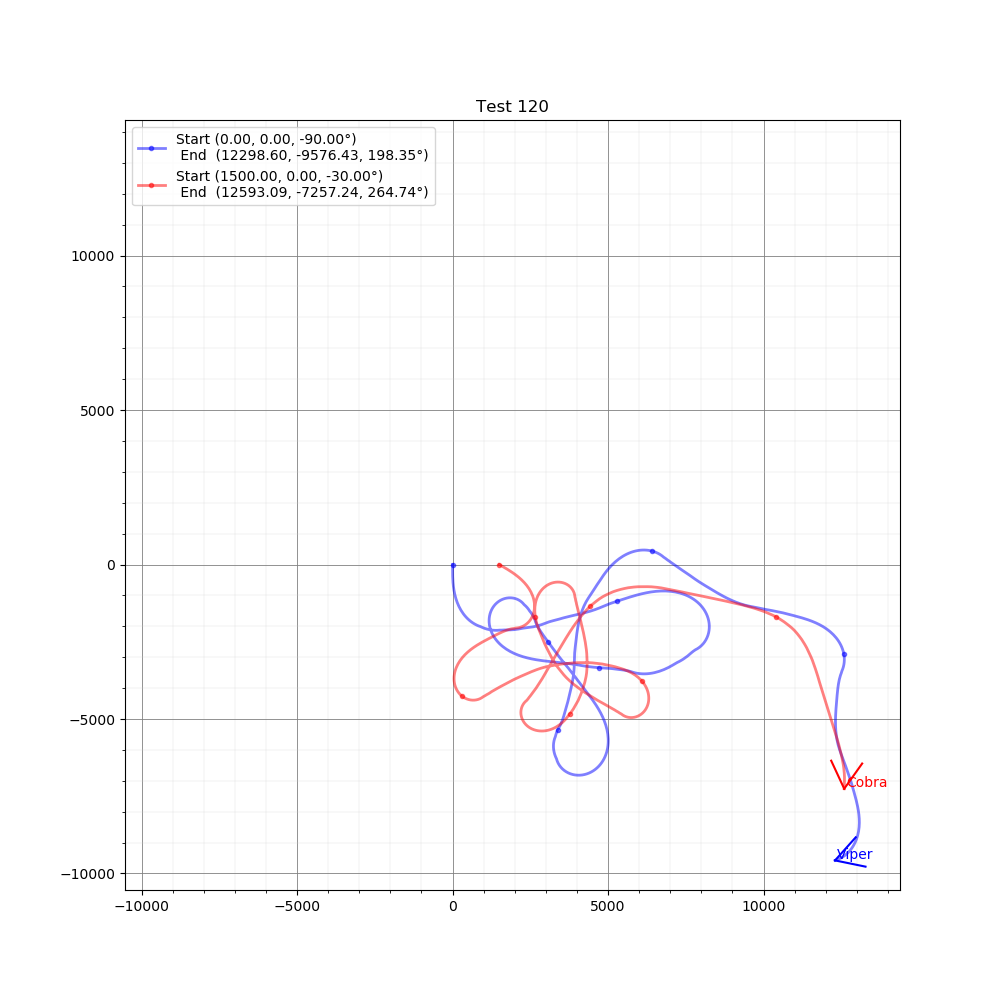 Test 120
Start (0.00, 0.00, -90.00°)
End  (12298.60, -9576.43, 198.35°)
Start (1500.00, 0.00, -30.00°)
End  (12593.09, -7257.24, 264.74°)
10000
5000
0
−5000
−10000
Cobra
Viper
−10000
−5000
0
5000
10000